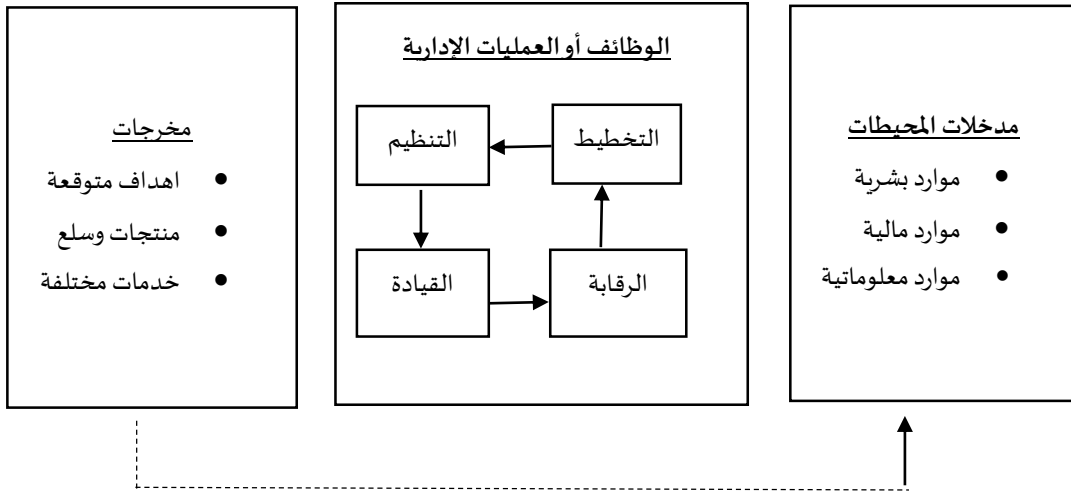 مدخلات المحيطات
موارد بشرية
موارد مالية
موارد معلوماتية
الوظائف أو العمليات الإدارية
التخطيط
التنظيم
الرقابة
القيادة
مخرجات
اهداف متوقعة
منتجات وسلع
خدمات مختلفة